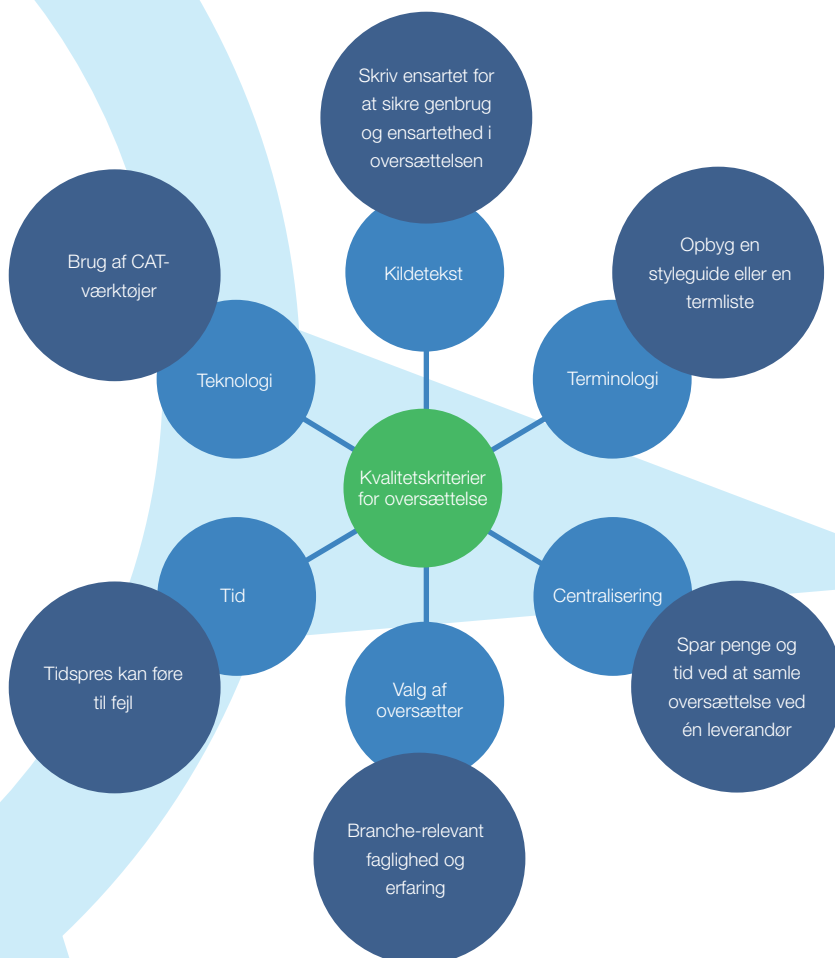 Skriv ensartet for
at sikre genbrug
og ensartethed i
oversættelsen
Kildetekst
Brug af CAT-
værktøjer
Teknologi
Opbyg en
styleguide eller en
termliste
Terminologi
Kvalitetskriterier
for oversættelse
Tid
Tidspres kan føre
til fejl
Centralisering
Spar penge og
tid ved at samle
oversættelse ved
én leverandør
Valg af
oversætter
Branche-relevant
faglighed og
erfaring